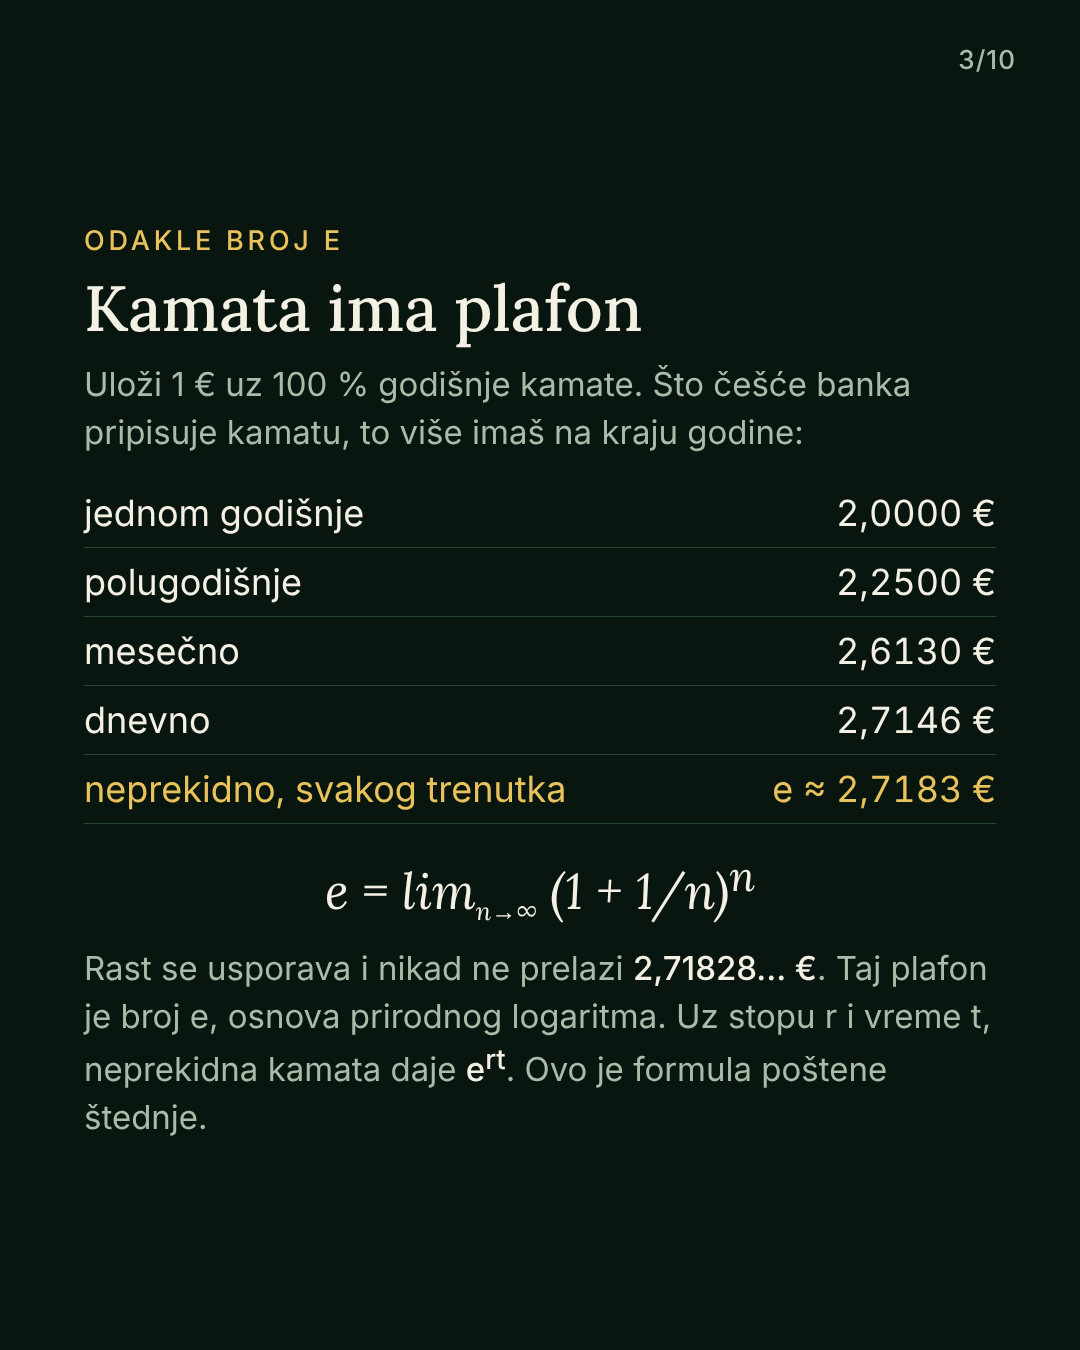 3/10
ODAKLE BROJ E
Kamata ima plafon
Uloži 1 € uz 100 % godišnje kamate. Što češće banka
pripisuje kamatu, to više imaš na kraju godine:
jednom godišnje 2,0000 €
polugodišnje 2,2500 €
mesečno 2,6130 €
dnevno 2,7146 €
neprekidno, svakog trenutka e ≈ 2,7183 €
e = limₙ→∞ (1 + 1/n)ⁿ
Rast se usporava i nikad ne prelazi 2,71828… €. Taj plafon
je broj e, osnova prirodnog logaritma. Uz stopu r i vreme t,
neprekidna kamata daje eʳᵗ. Ovo je formula poštene
štednje.